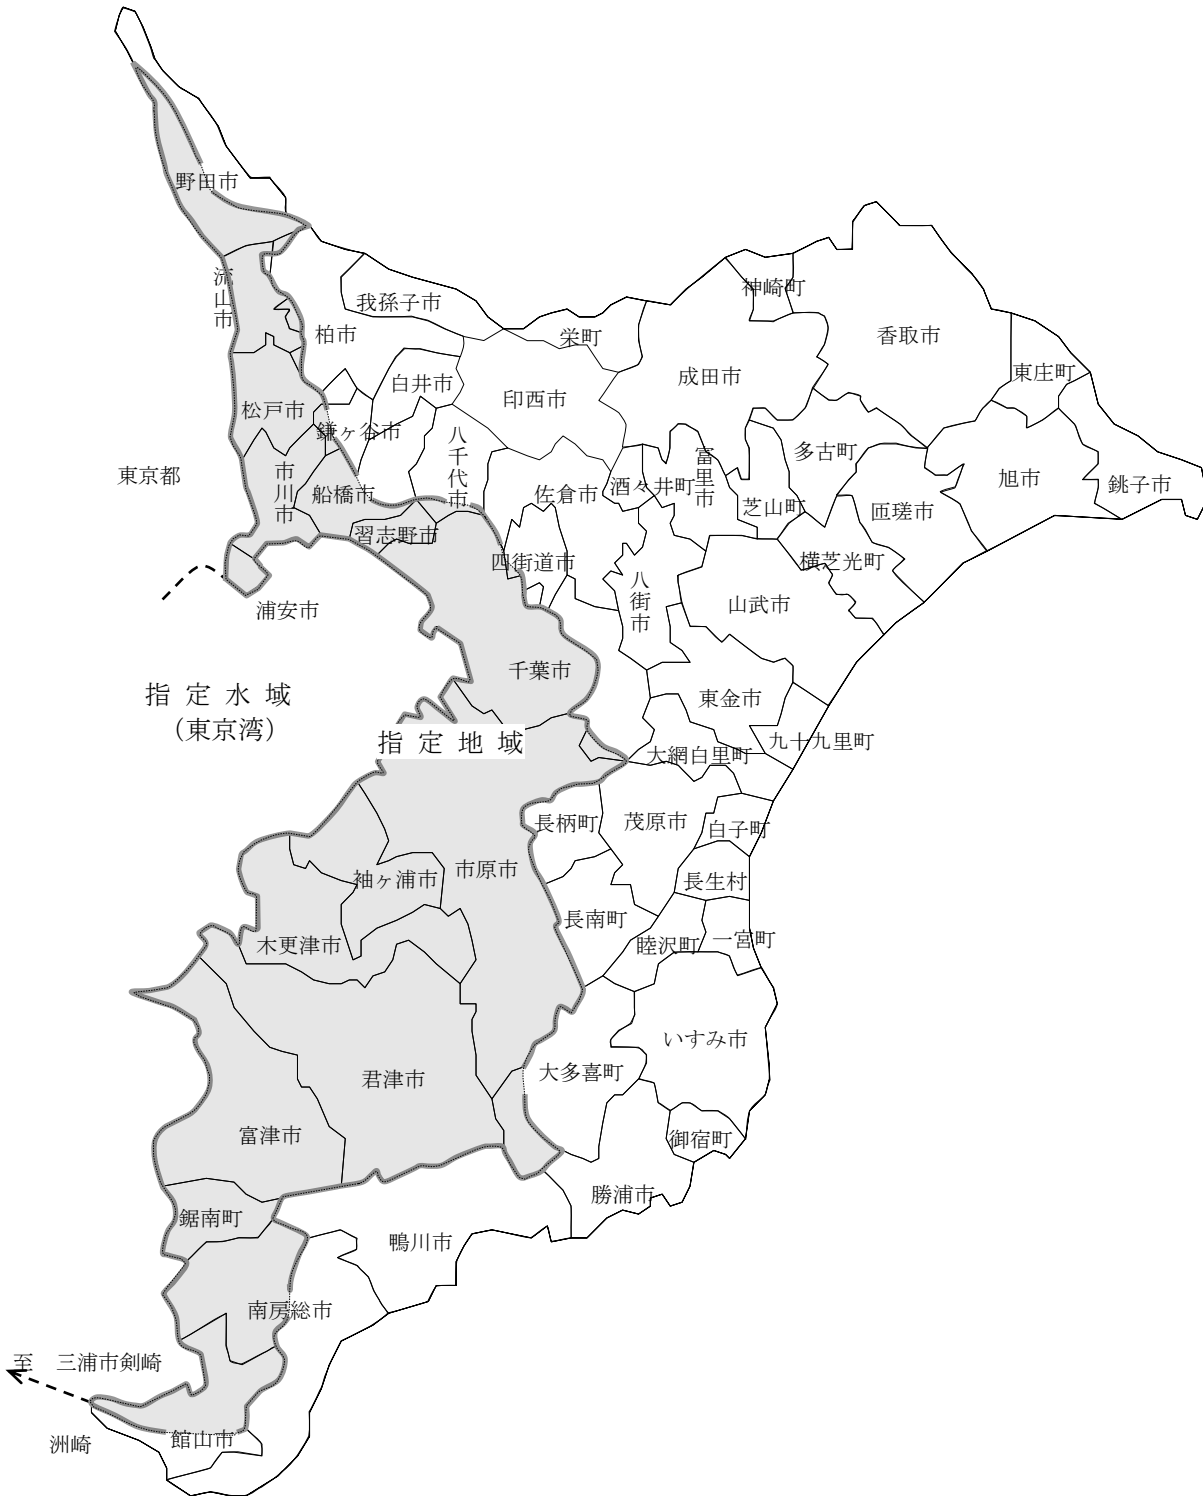 野田市
流山市
我孫子市
柏市
栄町
神崎町
香取市
成田市
東庄町
白井市
印西市
松戸市
鎌ヶ谷市
八千代市
多古町
富里市
東京都
市川市
船橋市
佐倉市
酒々井町
芝山町
匝瑳市
旭市
銚子市
習志野市
四街道市
横芝光町
八街市
山武市
浦安市
千葉市
指定水域
（東京湾）
東金市
指定地域
大網白里町
九十九里町
長柄町
茂原市
白子町
袖ヶ浦市
市原市
長生村
長南町
木更津市
睦沢町
一宮町
いすみ市
君津市
大多喜町
富津市
御宿町
勝浦市
鋸南町
鴨川市
南房総市
至　三浦市剣崎
洲崎
館山市